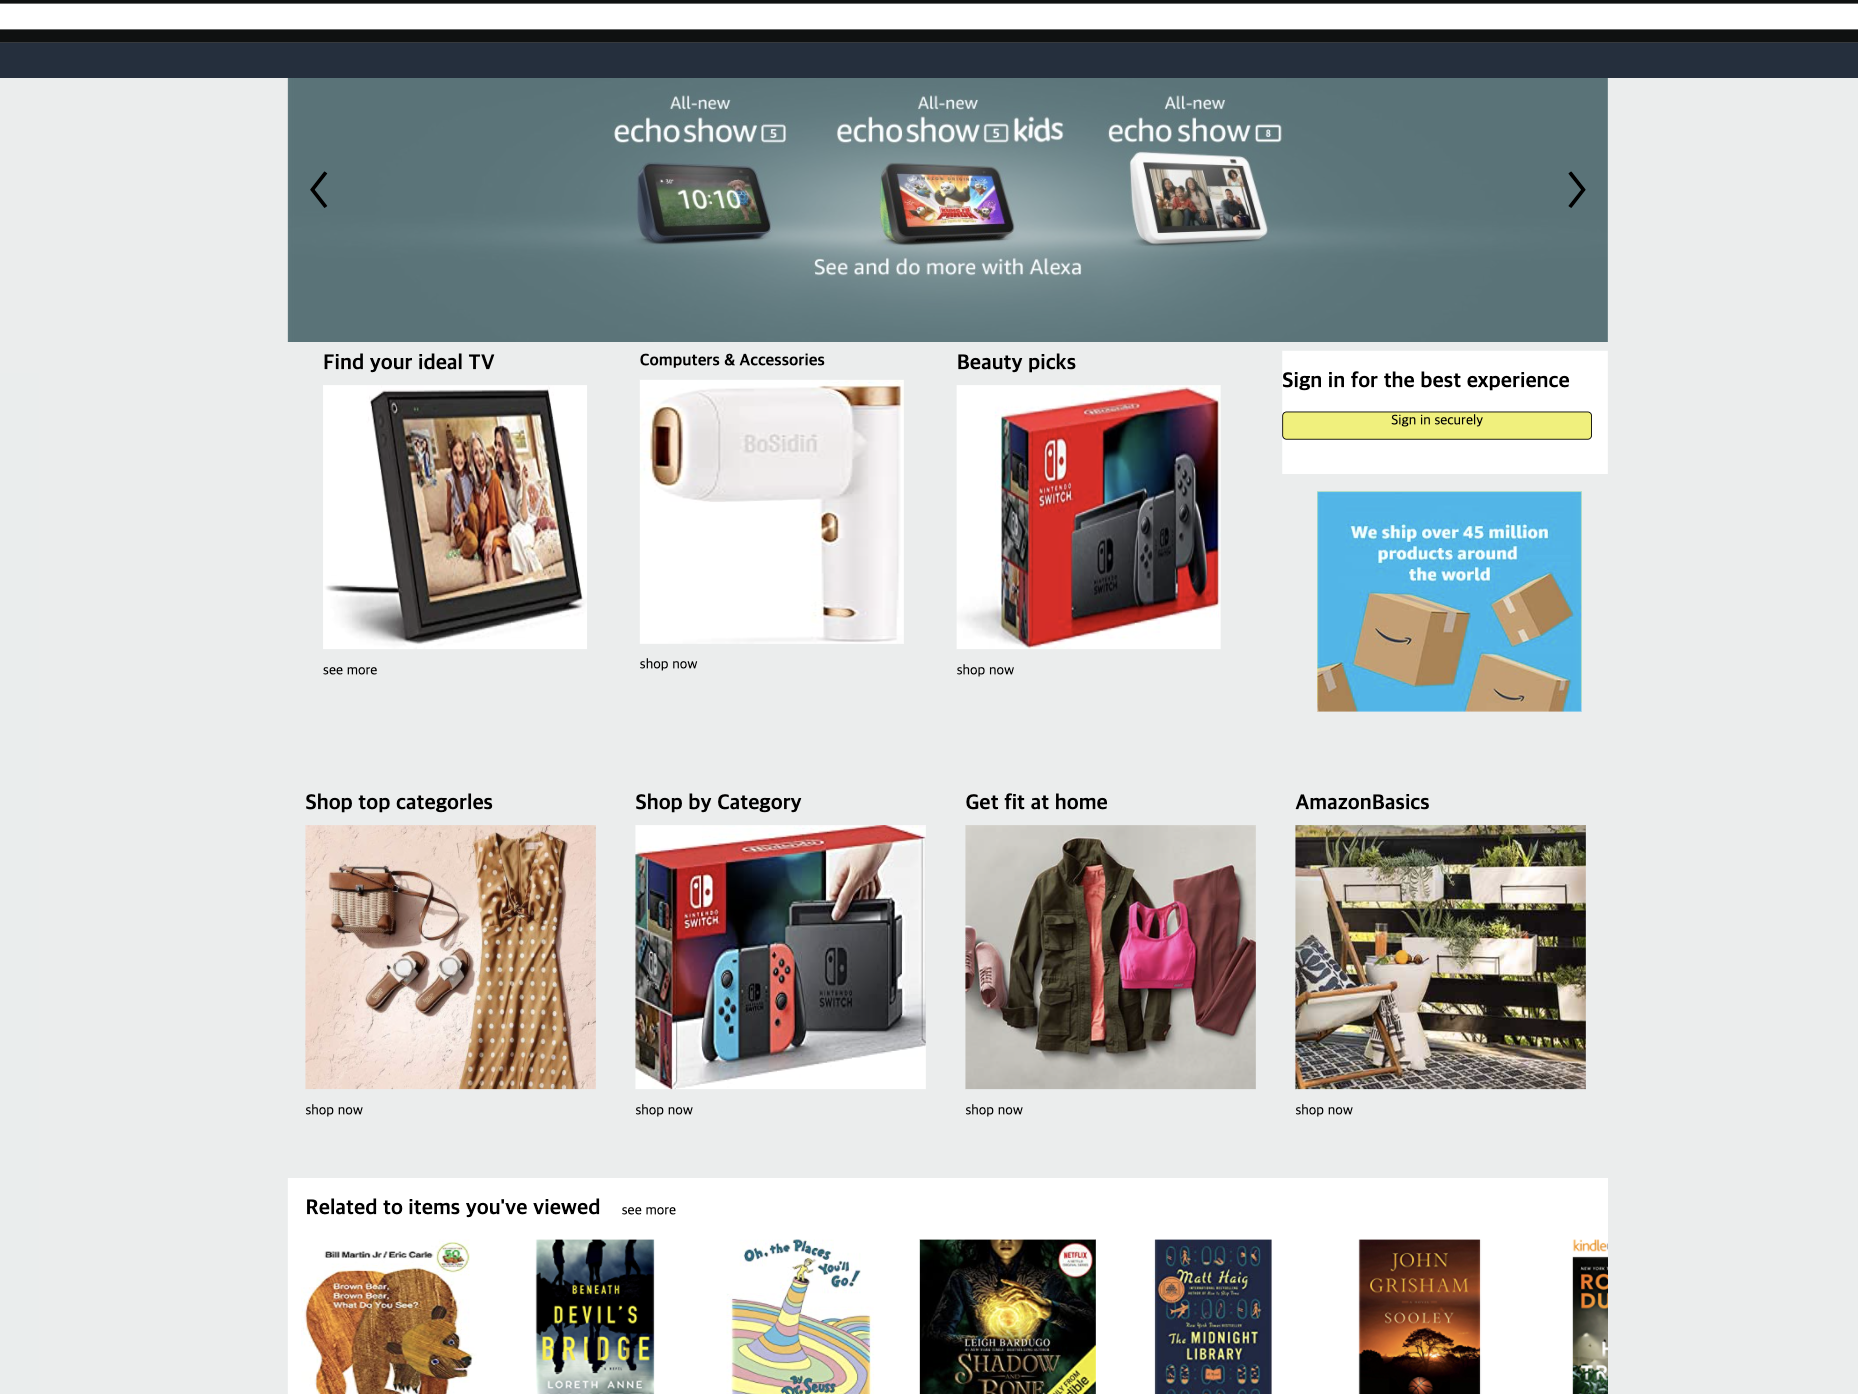 All-new
echo show 5
All-new
echo show 5 kids
All-new
echo show 8
10:10
See and do more with Alexa
Find your ideal TV
Computers & Accessories
Beauty picks
Sign in for the best experience
Sign in securely
BoSidin
NINTENDO
SWITCH
We ship over 45 million
products around
the world
see more
shop now
shop now
Shop top categorles
Shop by Category
Get fit at home
AmazonBasics
NINTENDO
SWITCH
NINTENDO
SWITCH
shop now
shop now
shop now
shop now
Related to items you've viewed see more
Bill Martin Jr / Eric Carle
Brown Bear,
Brown Bear,
What Do You See?
BENEATH
DEVIL'S
BRIDGE
A NOVEL
LORETH ANNE
Oh, the Places
You'll
Go!
By
Dr. Seuss
NETFLIX
LEIGH BARDUGO
SHADOW
AND
BONE
Matt Haig
The MIDNIGHT
LIBRARY
JOHN
GRISHAM
SOOLEY
kindle
RO
DU